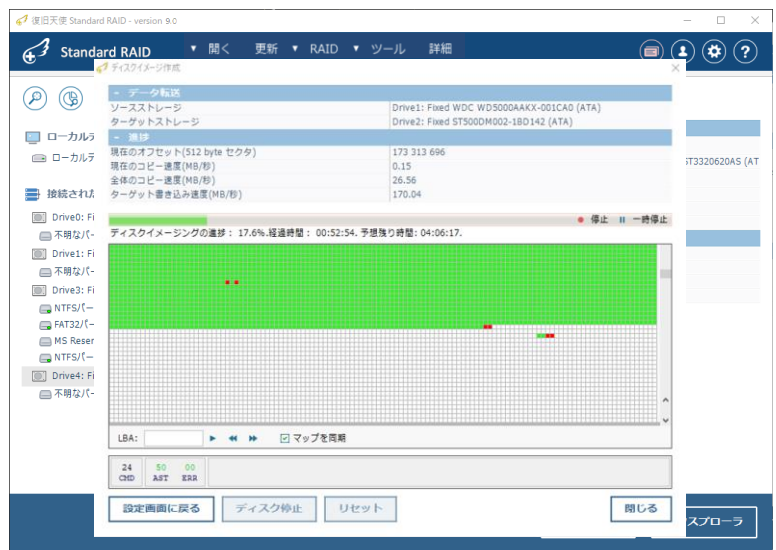 復旧天使 Standard RAID - version 9.0
Standard RAID ▼ 開く 更新 ▼ RAID ▼ ツール 詳細
ディスクイメージ作成
- データ転送
ソースストレージ Drive1: Fixed WDC WD5000AAKX-001CA0 (ATA)
ターゲットストレージ Drive2: Fixed ST500DM002-1BD142 (ATA)
- 進捗
現在のオフセット(512 byte セクタ) 173 313 696
現在のコピー速度(MB/秒) 0.15
全体のコピー速度(MB/秒) 26.56
ターゲット書き込み速度(MB/秒) 170.04
停止 一時停止
ディスクイメージングの進捗： 17.6%.経過時間： 00:52:54. 予想残り時間: 04:06:17.
LBA: マップを同期
24 50 00
CMD AST ERR
設定画面に戻る ディスク停止 リセット 閉じる
ローカルデ
接続された
Drive0: Fi
不明なパー
Drive1: Fi
不明なパー
Drive3: Fi
NTFSパー
FAT32パー
MS Reser
NTFSパー
Drive4: Fi
不明なパー
ST3320620AS (AT
スプローラ